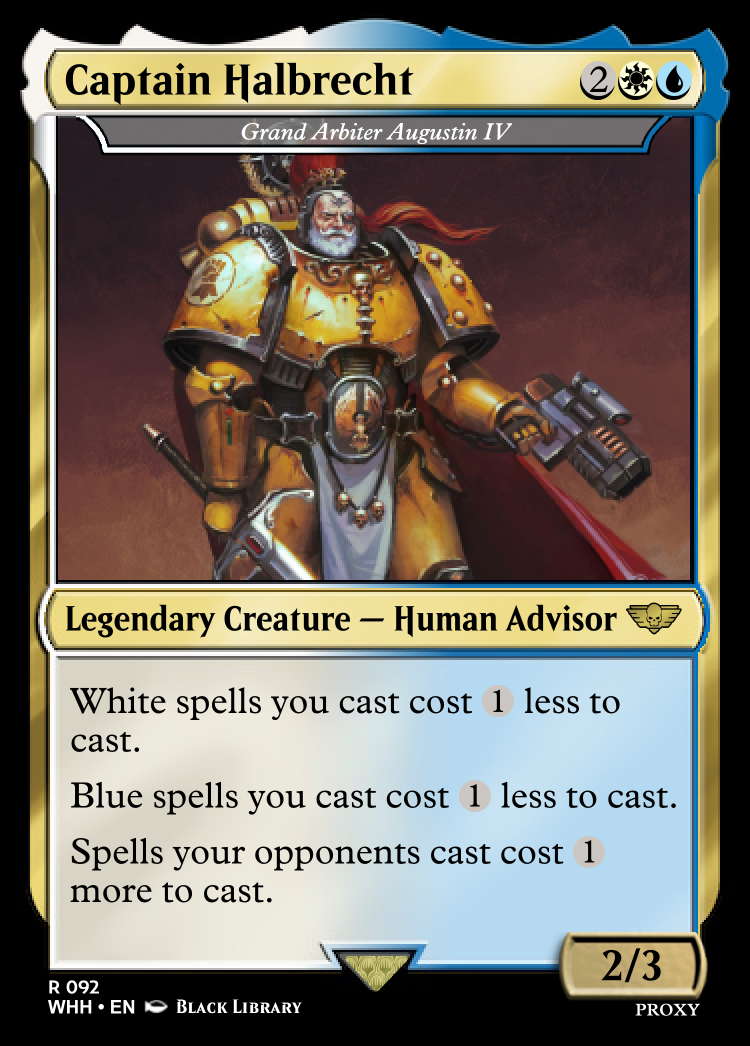 Captain Halbrecht 2
Grand Arbiter Augustin IV
Legendary Creature — Human Advisor
White spells you cast cost 1 less to
cast.
Blue spells you cast cost 1 less to cast.
Spells your opponents cast cost 1
more to cast.
2/3
R 092
WHH • EN Black Library
PROXY